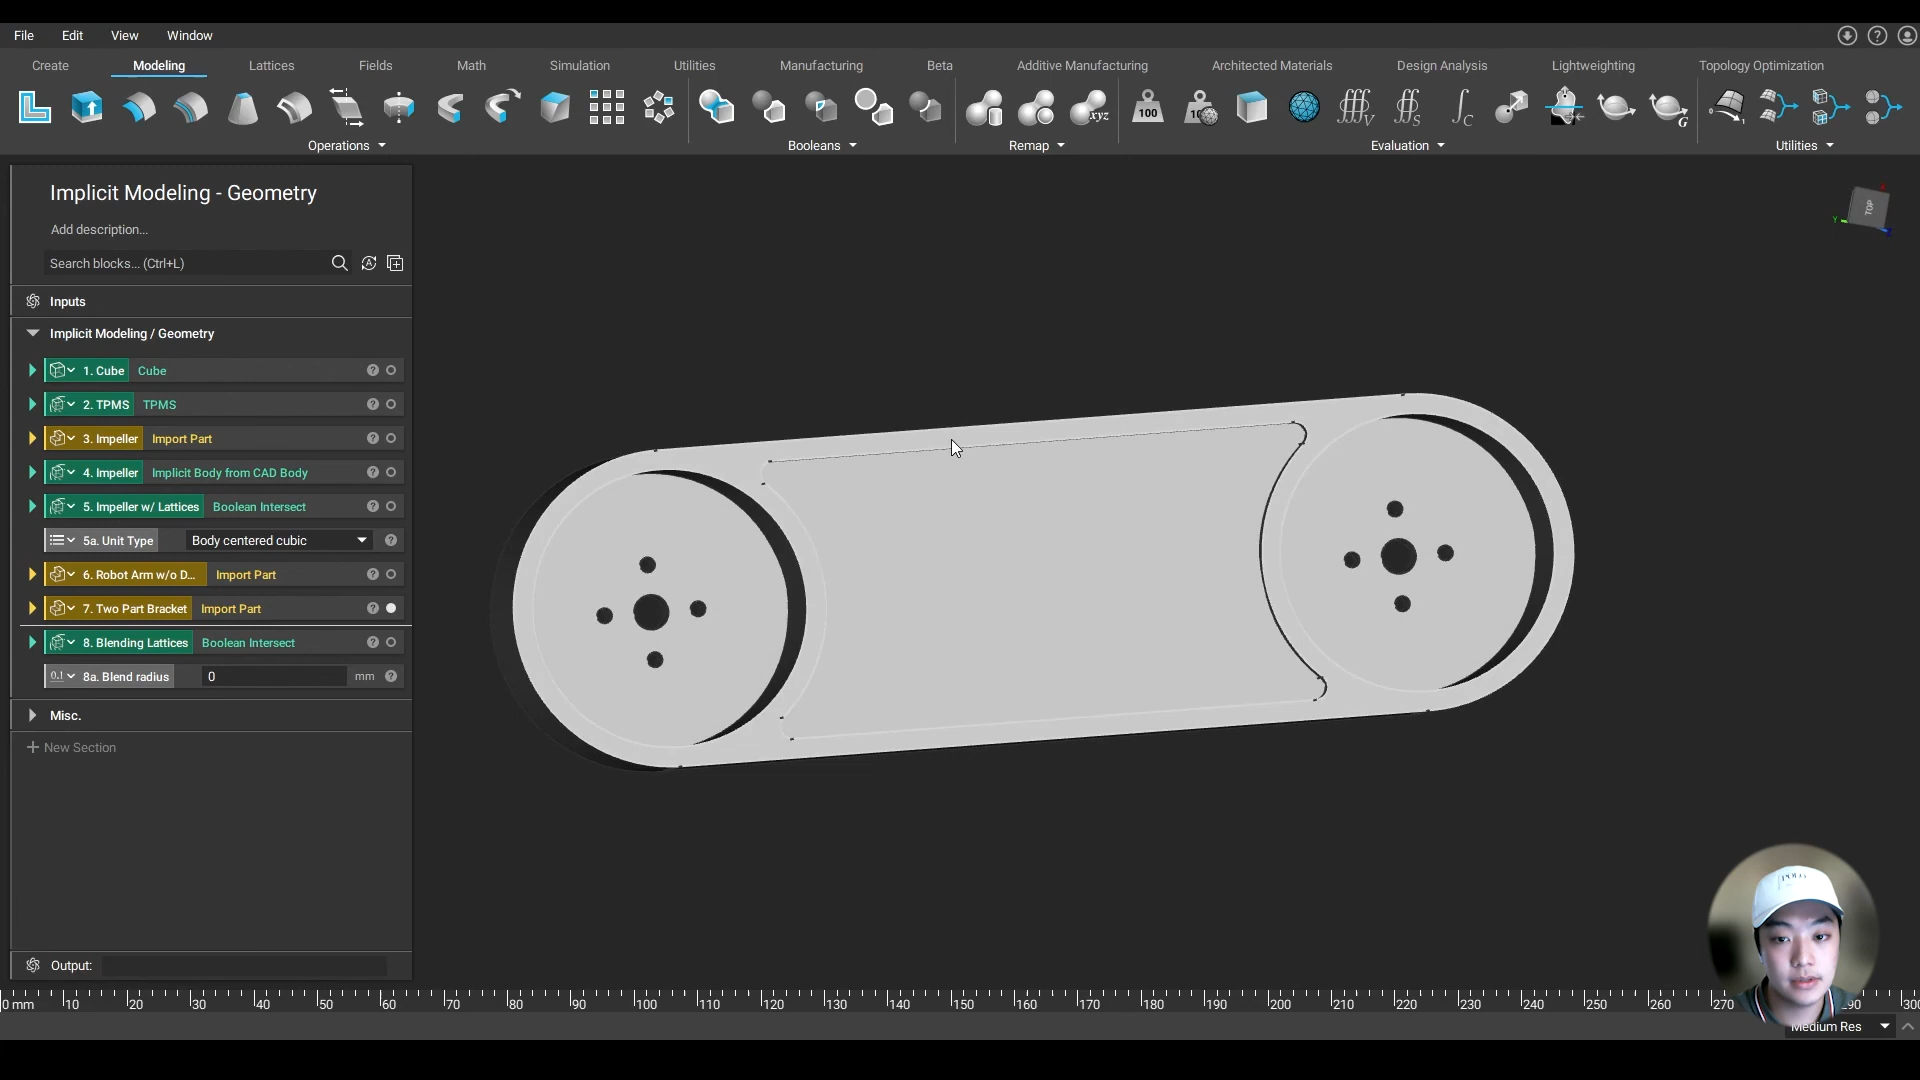 File Edit View Window
Create Modeling Lattices Fields Math Simulation Utilities Manufacturing Beta Additive Manufacturing Architected Materials Design Analysis Lightweighting Topology Optimization
Operations Booleans Remap Evaluation Utilities
100
xyz
Implicit Modeling - Geometry
Add description...
Search blocks... (Ctrl+L)
Inputs
Implicit Modeling / Geometry
1. Cube Cube
2. TPMS TPMS
3. Impeller Import Part
4. Impeller Implicit Body from CAD Body
5. Impeller w/ Lattices Boolean Intersect
5a. Unit Type Body centered cubic
6. Robot Arm w/o D... Import Part
7. Two Part Bracket Import Part
8. Blending Lattices Boolean Intersect
8a. Blend radius 0 mm
Misc.
+ New Section
Output:
TOP
Y
0 mm 10 20 30 40 50 60 70 80 90 100 110 120 130 140 150 160 170 180 190 200 210 220 230 240 250 260 270 290 300
Medium Res